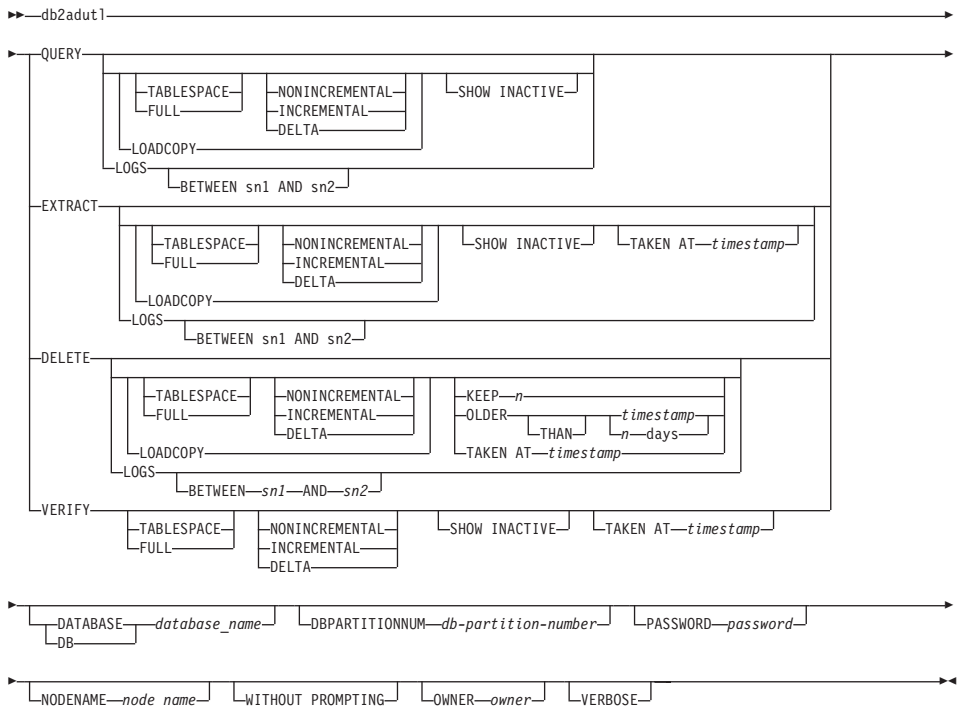 db2adutl
QUERY
TABLESPACE NONINCREMENTAL SHOW INACTIVE
FULL INCREMENTAL
DELTA
LOADCOPY
LOGS
BETWEEN sn1 AND sn2
EXTRACT
TABLESPACE NONINCREMENTAL SHOW INACTIVE TAKEN AT timestamp
FULL INCREMENTAL
DELTA
LOADCOPY
LOGS
BETWEEN sn1 AND sn2
DELETE
TABLESPACE NONINCREMENTAL KEEP n
FULL INCREMENTAL OLDER timestamp
DELTA THAN n days
LOADCOPY TAKEN AT timestamp
LOGS
BETWEEN sn1 AND sn2
VERIFY
TABLESPACE NONINCREMENTAL SHOW INACTIVE TAKEN AT timestamp
FULL INCREMENTAL
DELTA
DATABASE database_name DBPARTITIONNUM db-partition-number PASSWORD password
DB
NODENAME node_name WITHOUT PROMPTING OWNER owner VERBOSE